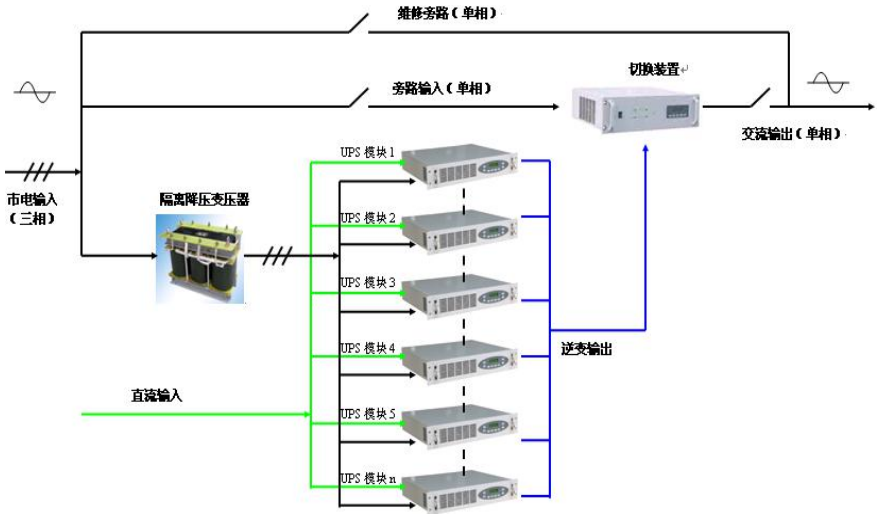 维修旁路（单相）
切换装置
旁路输入（单相）
交流输出（单相）
市电输入
（三相）
隔离降压变压器
UPS 模块 1
UPS 模块 2
UPS 模块 3
UPS 模块 4
逆变输出
直流输入
UPS 模块 5
UPS 模块 n